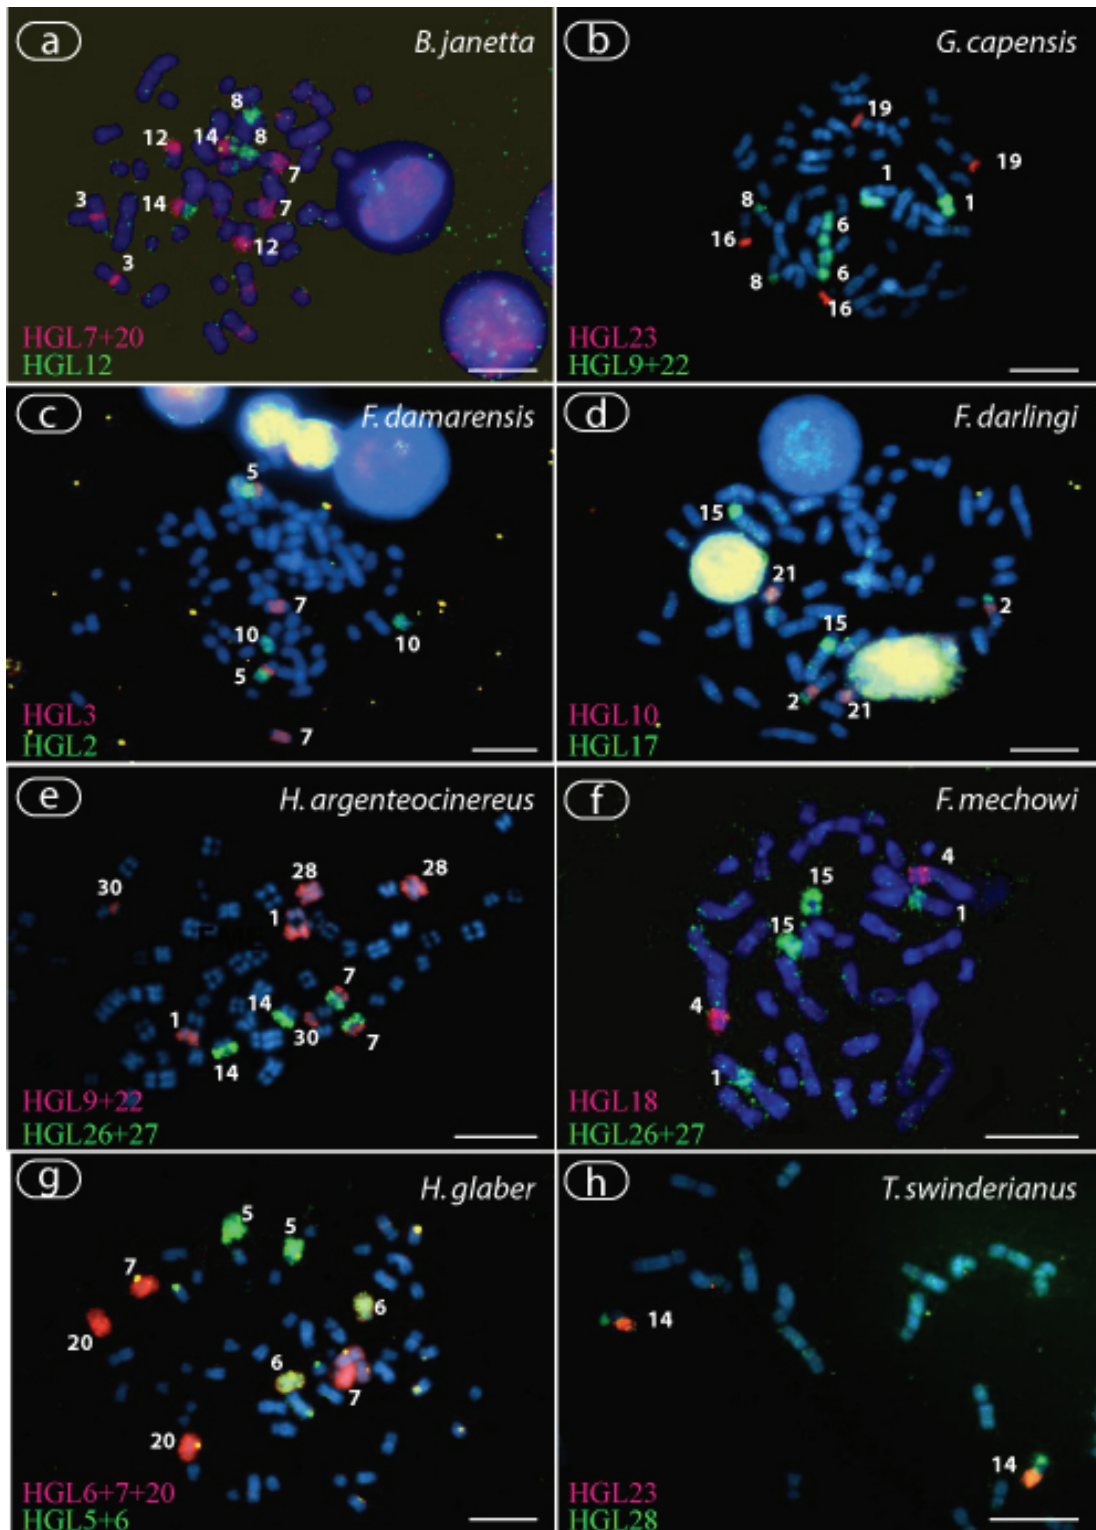 a
B. janetta
8
8
12
14
7
3
14
7
12
3
HGL7+20
HGL12
b
G. capensis
19
19
1
1
8
6
16
6
8
16
HGL23
HGL9+22
c
F. damarensis
5
7
10
10
5
7
HGL3
HGL2
d
F. darlingi
15
21
2
15
2
21
HGL10
HGL17
e
H. argenteocinereus
28
28
30
1
7
14
1
30
7
14
HGL9+22
HGL26+27
f
F. mechowi
4
15
1
15
4
1
HGL18
HGL26+27
g
H. glaber
5
5
7
6
20
6
7
20
HGL6+7+20
HGL5+6
h
T. swinderianus
14
14
HGL23
HGL28